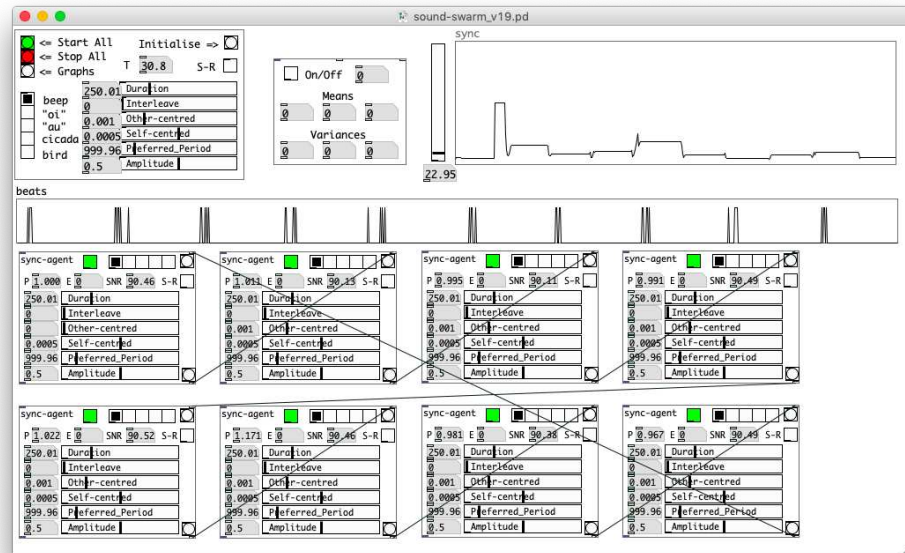 sound-swarm_v19.pd
<= Start All Initialise => 
<= Stop All T 30.8 S-R
<= Graphs
beep 250.01 Duration
"oi" 0 Interleave
"au" 0.001 Other-centred
cicada 0.0005 Self-centred
bird 999.96 Preferred_Period
0.5 Amplitude
On/Off 0
Means
0 0 0
Variances
0 0 0
22.95
sync
beats
sync-agent
P 1.000 E 0 SNR 90.46 S-R
250.01 Duration
0 Interleave
0 Other-centred
0.0005 Self-centred
999.96 Preferred_Period
0.5 Amplitude
sync-agent
P 1.011 E 0 SNR 90.13 S-R
250.01 Duration
0 Interleave
0.001 Other-centred
0.0005 Self-centred
999.96 Preferred_Period
0.5 Amplitude
sync-agent
P 0.995 E 0 SNR 90.11 S-R
250.01 Duration
0 Interleave
0.001 Other-centred
0.0005 Self-centred
999.96 Preferred_Period
0.5 Amplitude
sync-agent
P 0.991 E 0 SNR 90.49 S-R
250.01 Duration
0 Interleave
0.001 Other-centred
0.0005 Self-centred
999.96 Preferred_Period
0.5 Amplitude
sync-agent
P 1.022 E 0 SNR 90.52 S-R
250.01 Duration
0 Interleave
0.001 Other-centred
0.0005 Self-centred
999.96 Preferred_Period
0.5 Amplitude
sync-agent
P 1.171 E 0 SNR 90.46 S-R
250.01 Duration
0 Interleave
0.001 Other-centred
0.0005 Self-centred
999.96 Preferred_Period
0.5 Amplitude
sync-agent
P 0.981 E 0 SNR 90.38 S-R
250.01 Duration
0 Interleave
0.001 Other-centred
0.0005 Self-centred
999.96 Preferred_Period
0.5 Amplitude
sync-agent
P 0.967 E 0 SNR 90.49 S-R
250.01 Duration
0 Interleave
0.001 Other-centred
0.0005 Self-centred
999.96 Preferred_Period
0.5 Amplitude